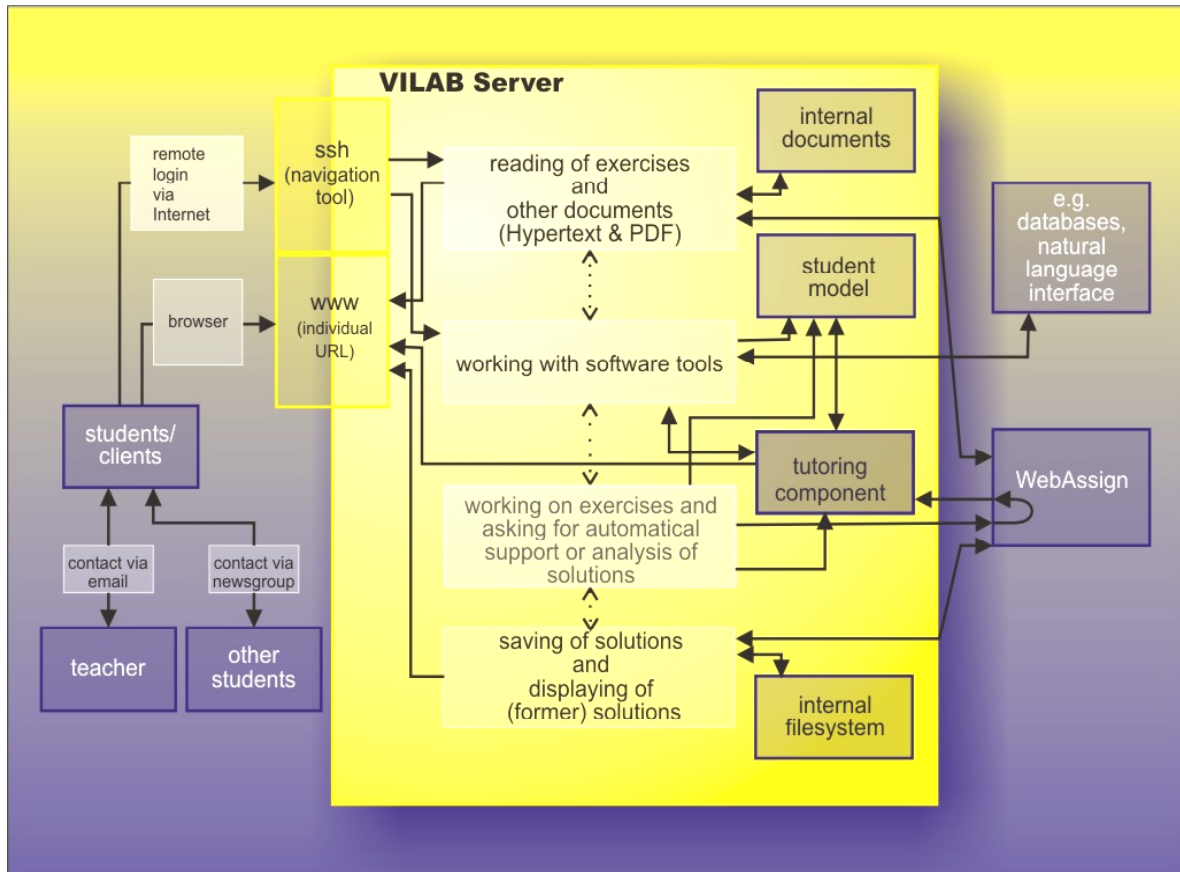 VILAB Server
remote
login
via
Internet
ssh
(navigation
tool)
reading of exercises
and
other documents
(Hypertext & PDF)
internal
documents
e.g.
databases,
natural
language
interface
browser
www
(individual
URL)
student
model
working with software tools
students/
clients
tutoring
component
WebAssign
working on exercises and
asking for automatical
support or analysis of
solutions
contact via
email
contact via
newsgroup
teacher
other
students
saving of solutions
and
displaying of
(former) solutions
internal
filesystem